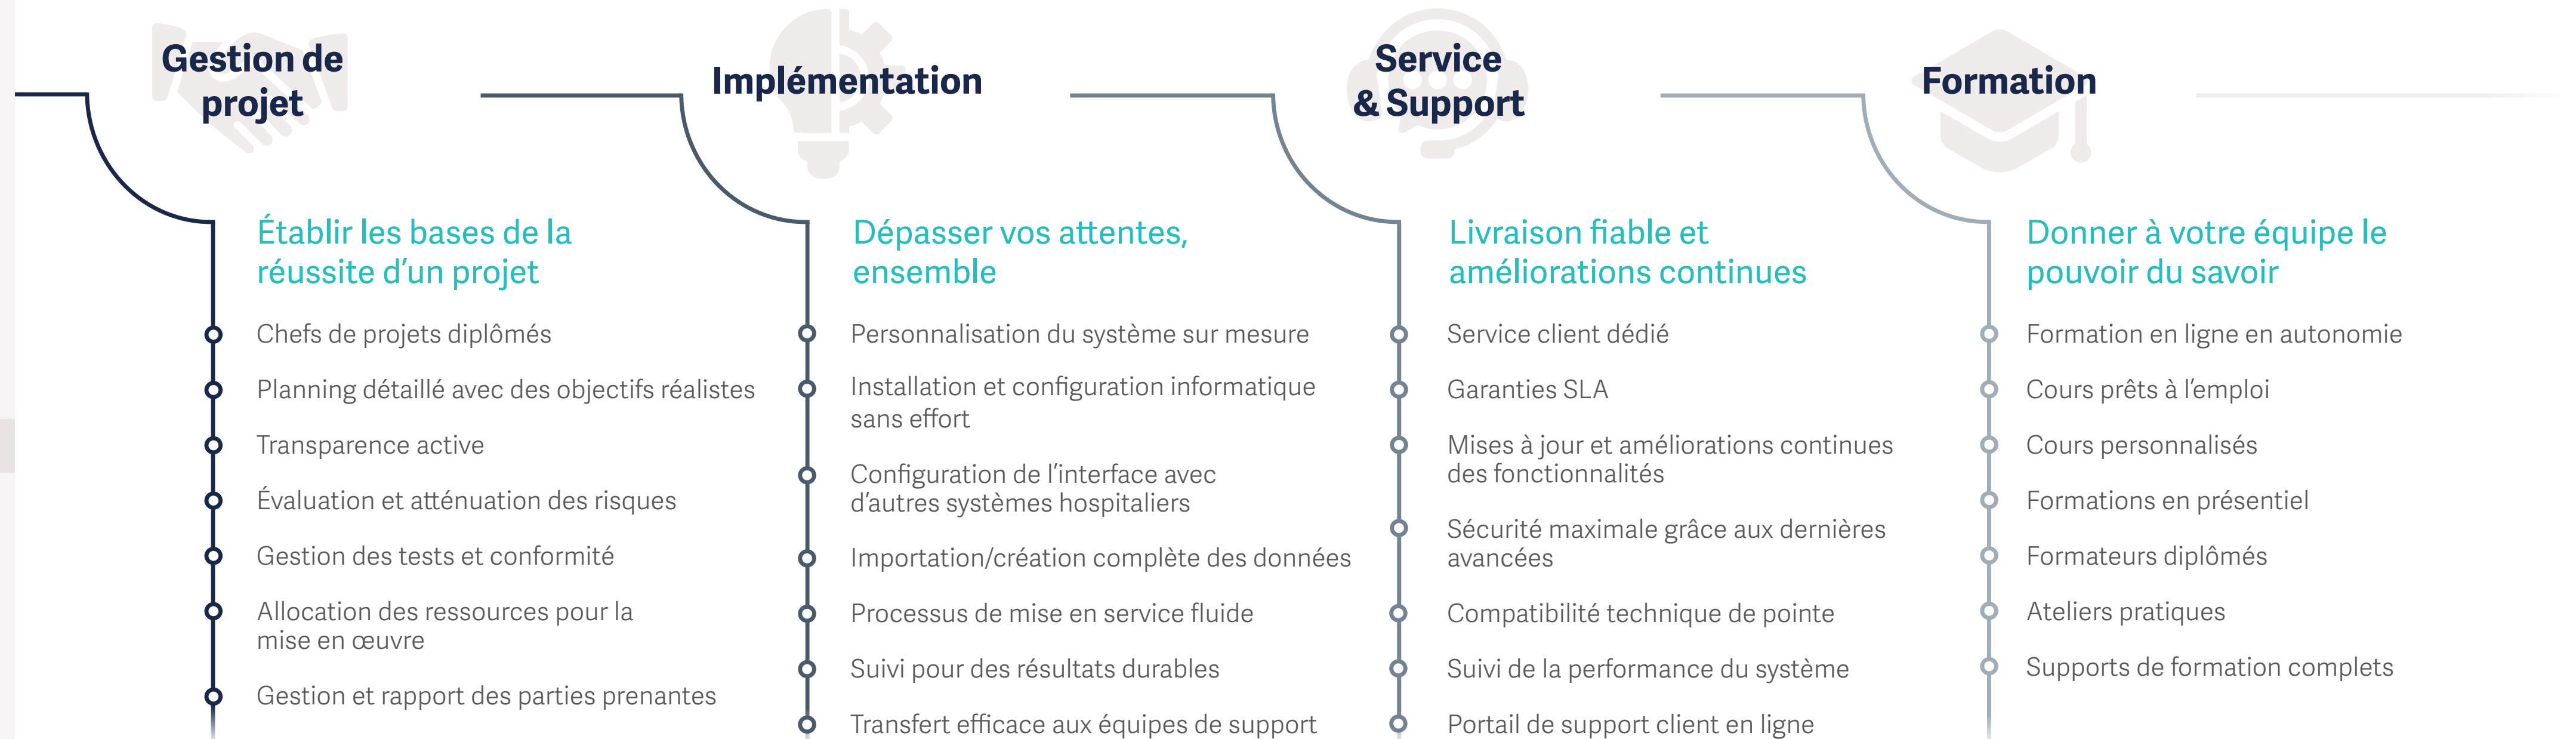 Gestion de
projet
Établir les bases de la
réussite d'un projet
Chefs de projets diplômés
Planning détaillé avec des objectifs réalistes
Transparence active
Évaluation et atténuation des risques
Gestion des tests et conformité
Allocation des ressources pour la
mise en œuvre
Gestion et rapport des parties prenantes
Implémentation
Dépasser vos attentes,
ensemble
Personnalisation du système sur mesure
Installation et configuration informatique
sans effort
Configuration de l'interface avec
d'autres systèmes hospitaliers
Importation/création complète des données
Processus de mise en service fluide
Suivi pour des résultats durables
Transfert efficace aux équipes de support
Service
& Support
Livraison fiable et
améliorations continues
Service client dédié
Garanties SLA
Mises à jour et améliorations continues
des fonctionnalités
Sécurité maximale grâce aux dernières
avancées
Compatibilité technique de pointe
Suivi de la performance du système
Portail de support client en ligne
Formation
Donner à votre équipe le
pouvoir du savoir
Formation en ligne en autonomie
Cours prêts à l'emploi
Cours personnalisés
Formations en présentiel
Formateurs diplômés
Ateliers pratiques
Supports de formation complets